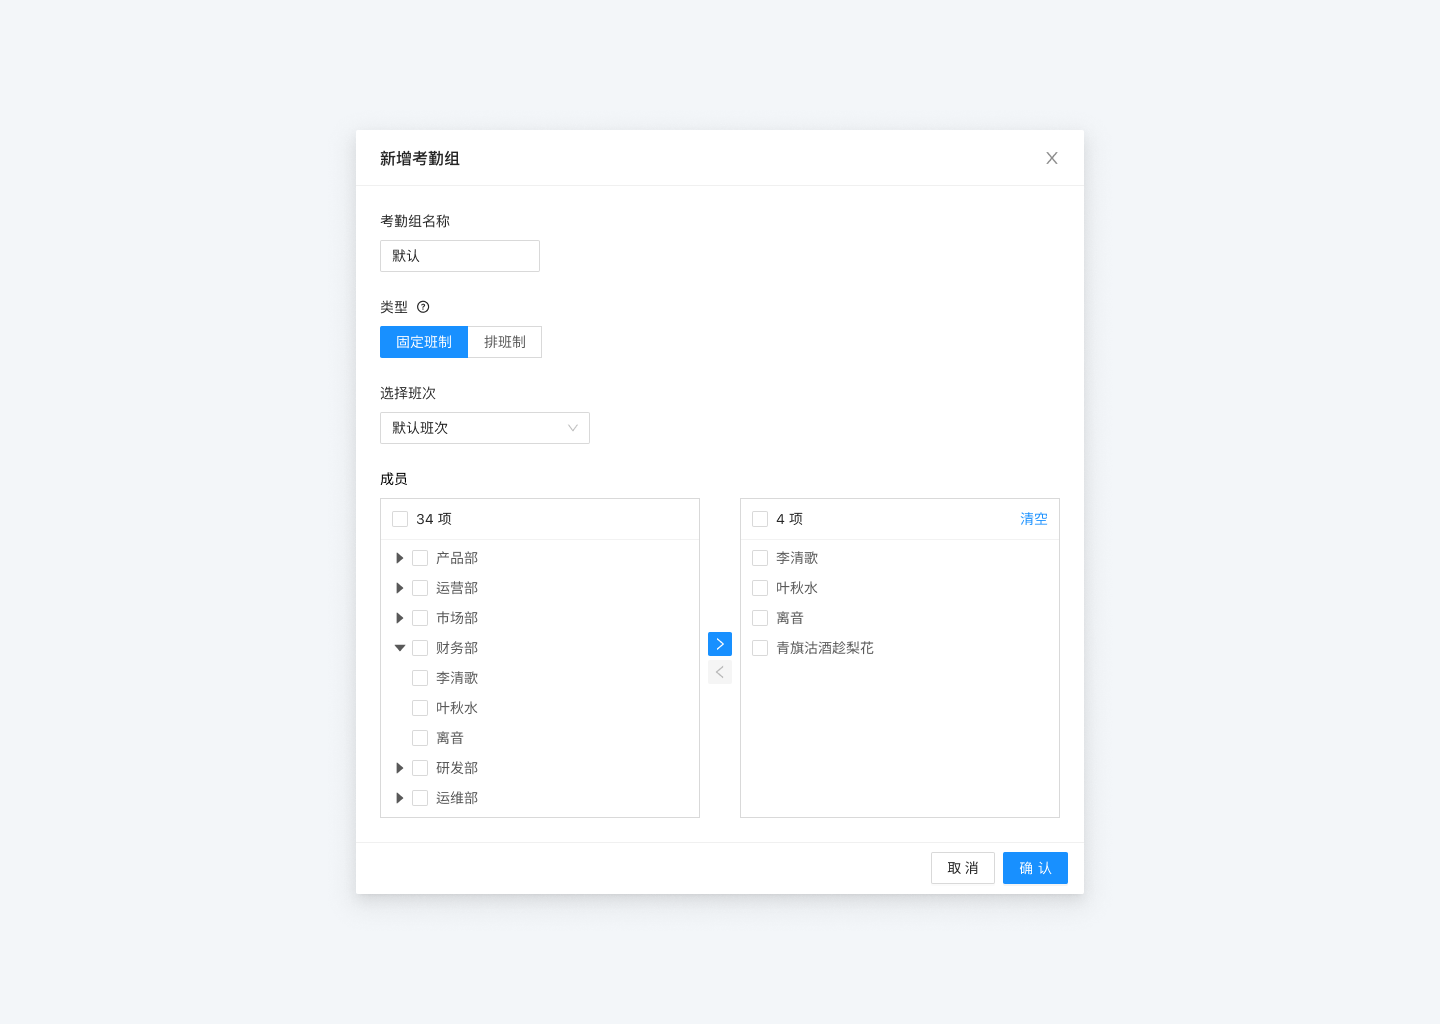 新增考勤组
考勤组名称
默认
类型
固定班制 排班制
选择班次
默认班次
成员
34 项
产品部
运营部
市场部
财务部
李清歌
叶秋水
离音
研发部
运维部
4 项 清空
李清歌
叶秋水
离音
青旗沽酒趁梨花
取 消 确 认